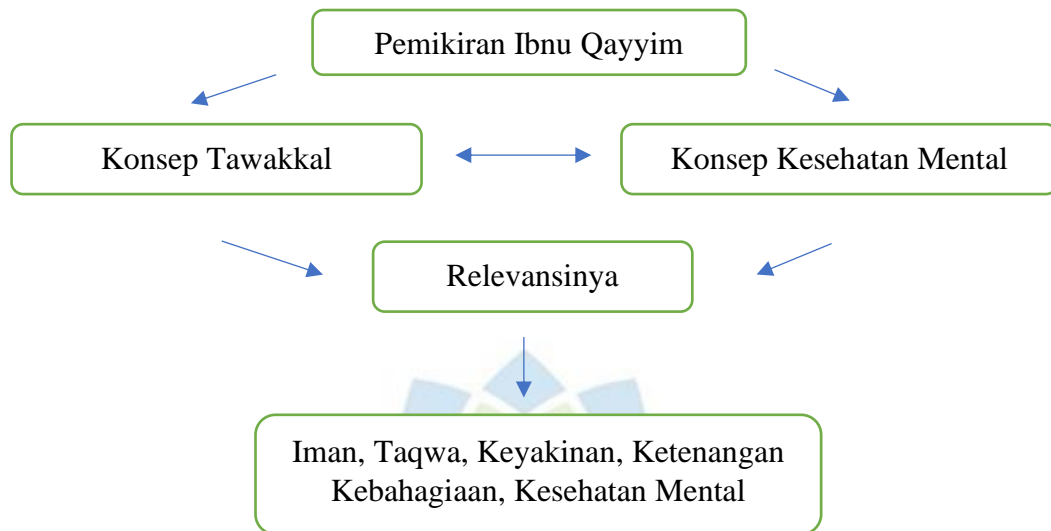 Pemikiran Ibnu Qayyim
Konsep Tawakkal
Konsep Kesehatan Mental
Relevansinya
Iman, Taqwa, Keyakinan, Ketenangan
Kebahagiaan, Kesehatan Mental